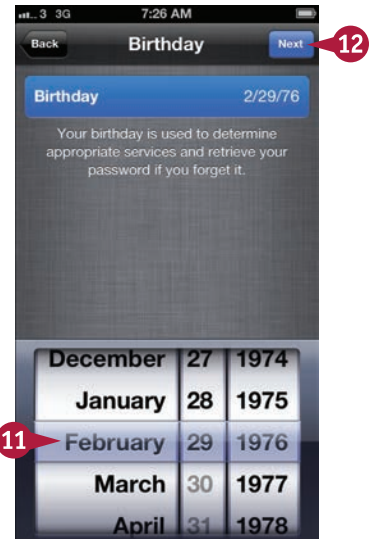 3 3G 7:26 AM
Back Birthday Next 12
Birthday 2/29/76
Your birthday is used to determine
appropriate services and retrieve your
password if you forget it.
December 27 1974
January 28 1975
11 February 29 1976
March 30 1977
April 31 1978